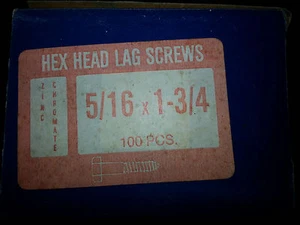 HEX HEAD LAG SCREWS
ZINC
CHROMATE
5/16 x 1-3/4
100 PCS.